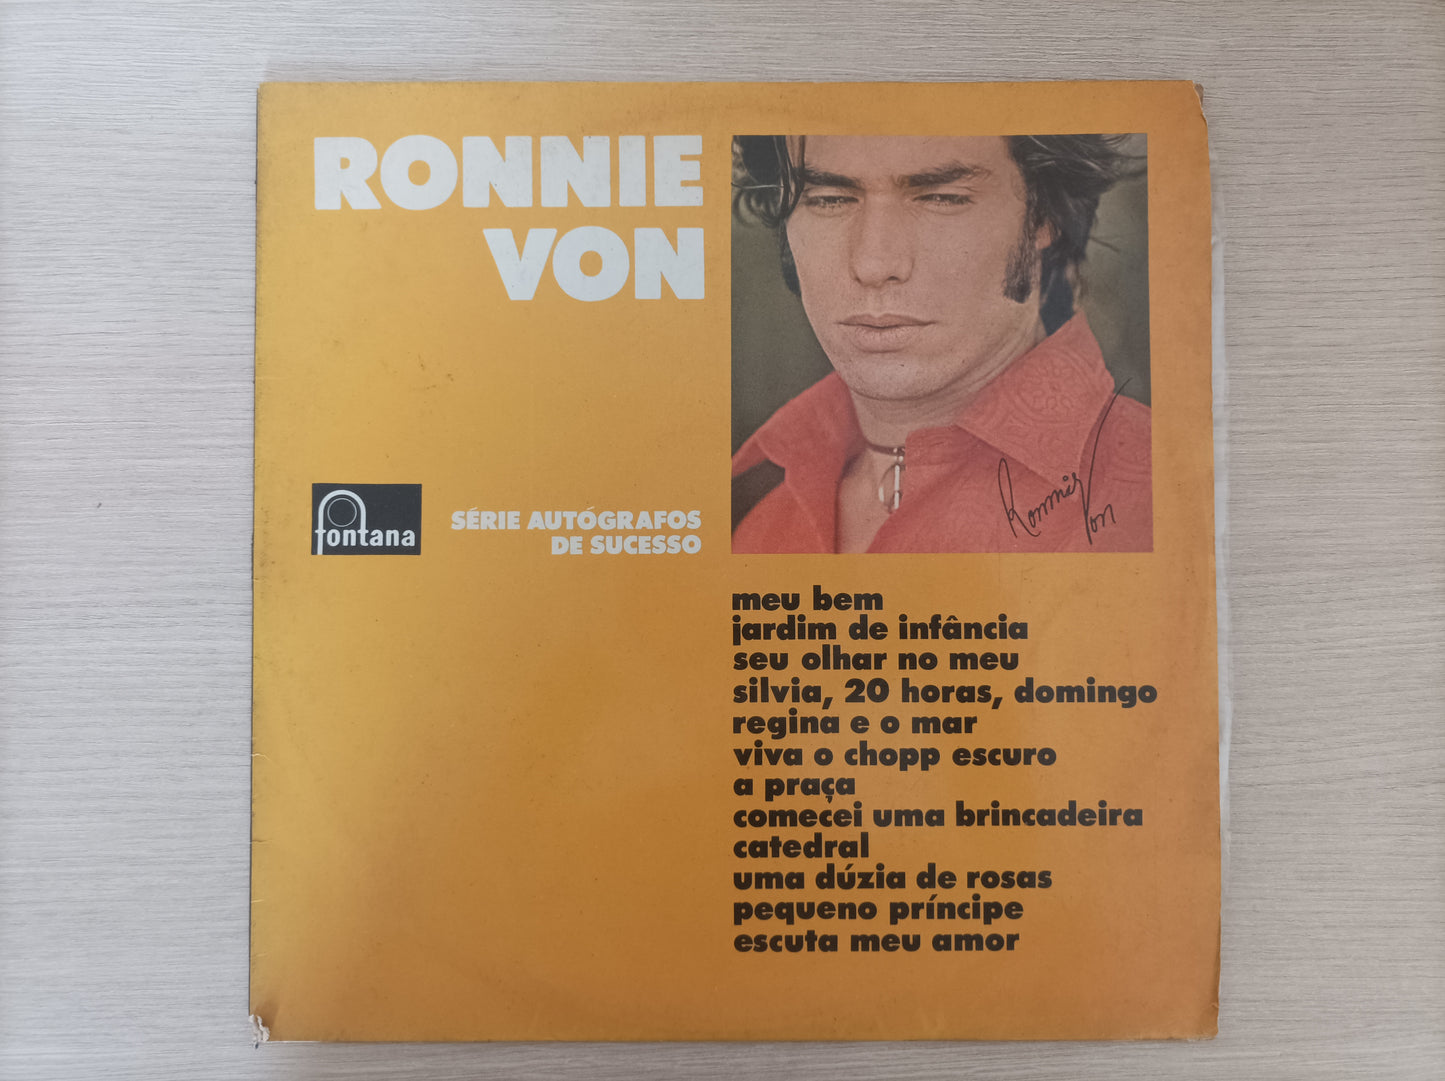 RONNIE
VON
fontana
SÉRIE AUTÓGRAFOS
DE SUCESSO
Ronnie
Von
meu bem
jardim de infância
seu olhar no meu
silvia, 20 horas, domingo
regina e o mar
viva o chopp escuro
a praça
comecei uma brincadeira
catedral
uma dúzia de rosas
pequeno príncipe
escuta meu amor